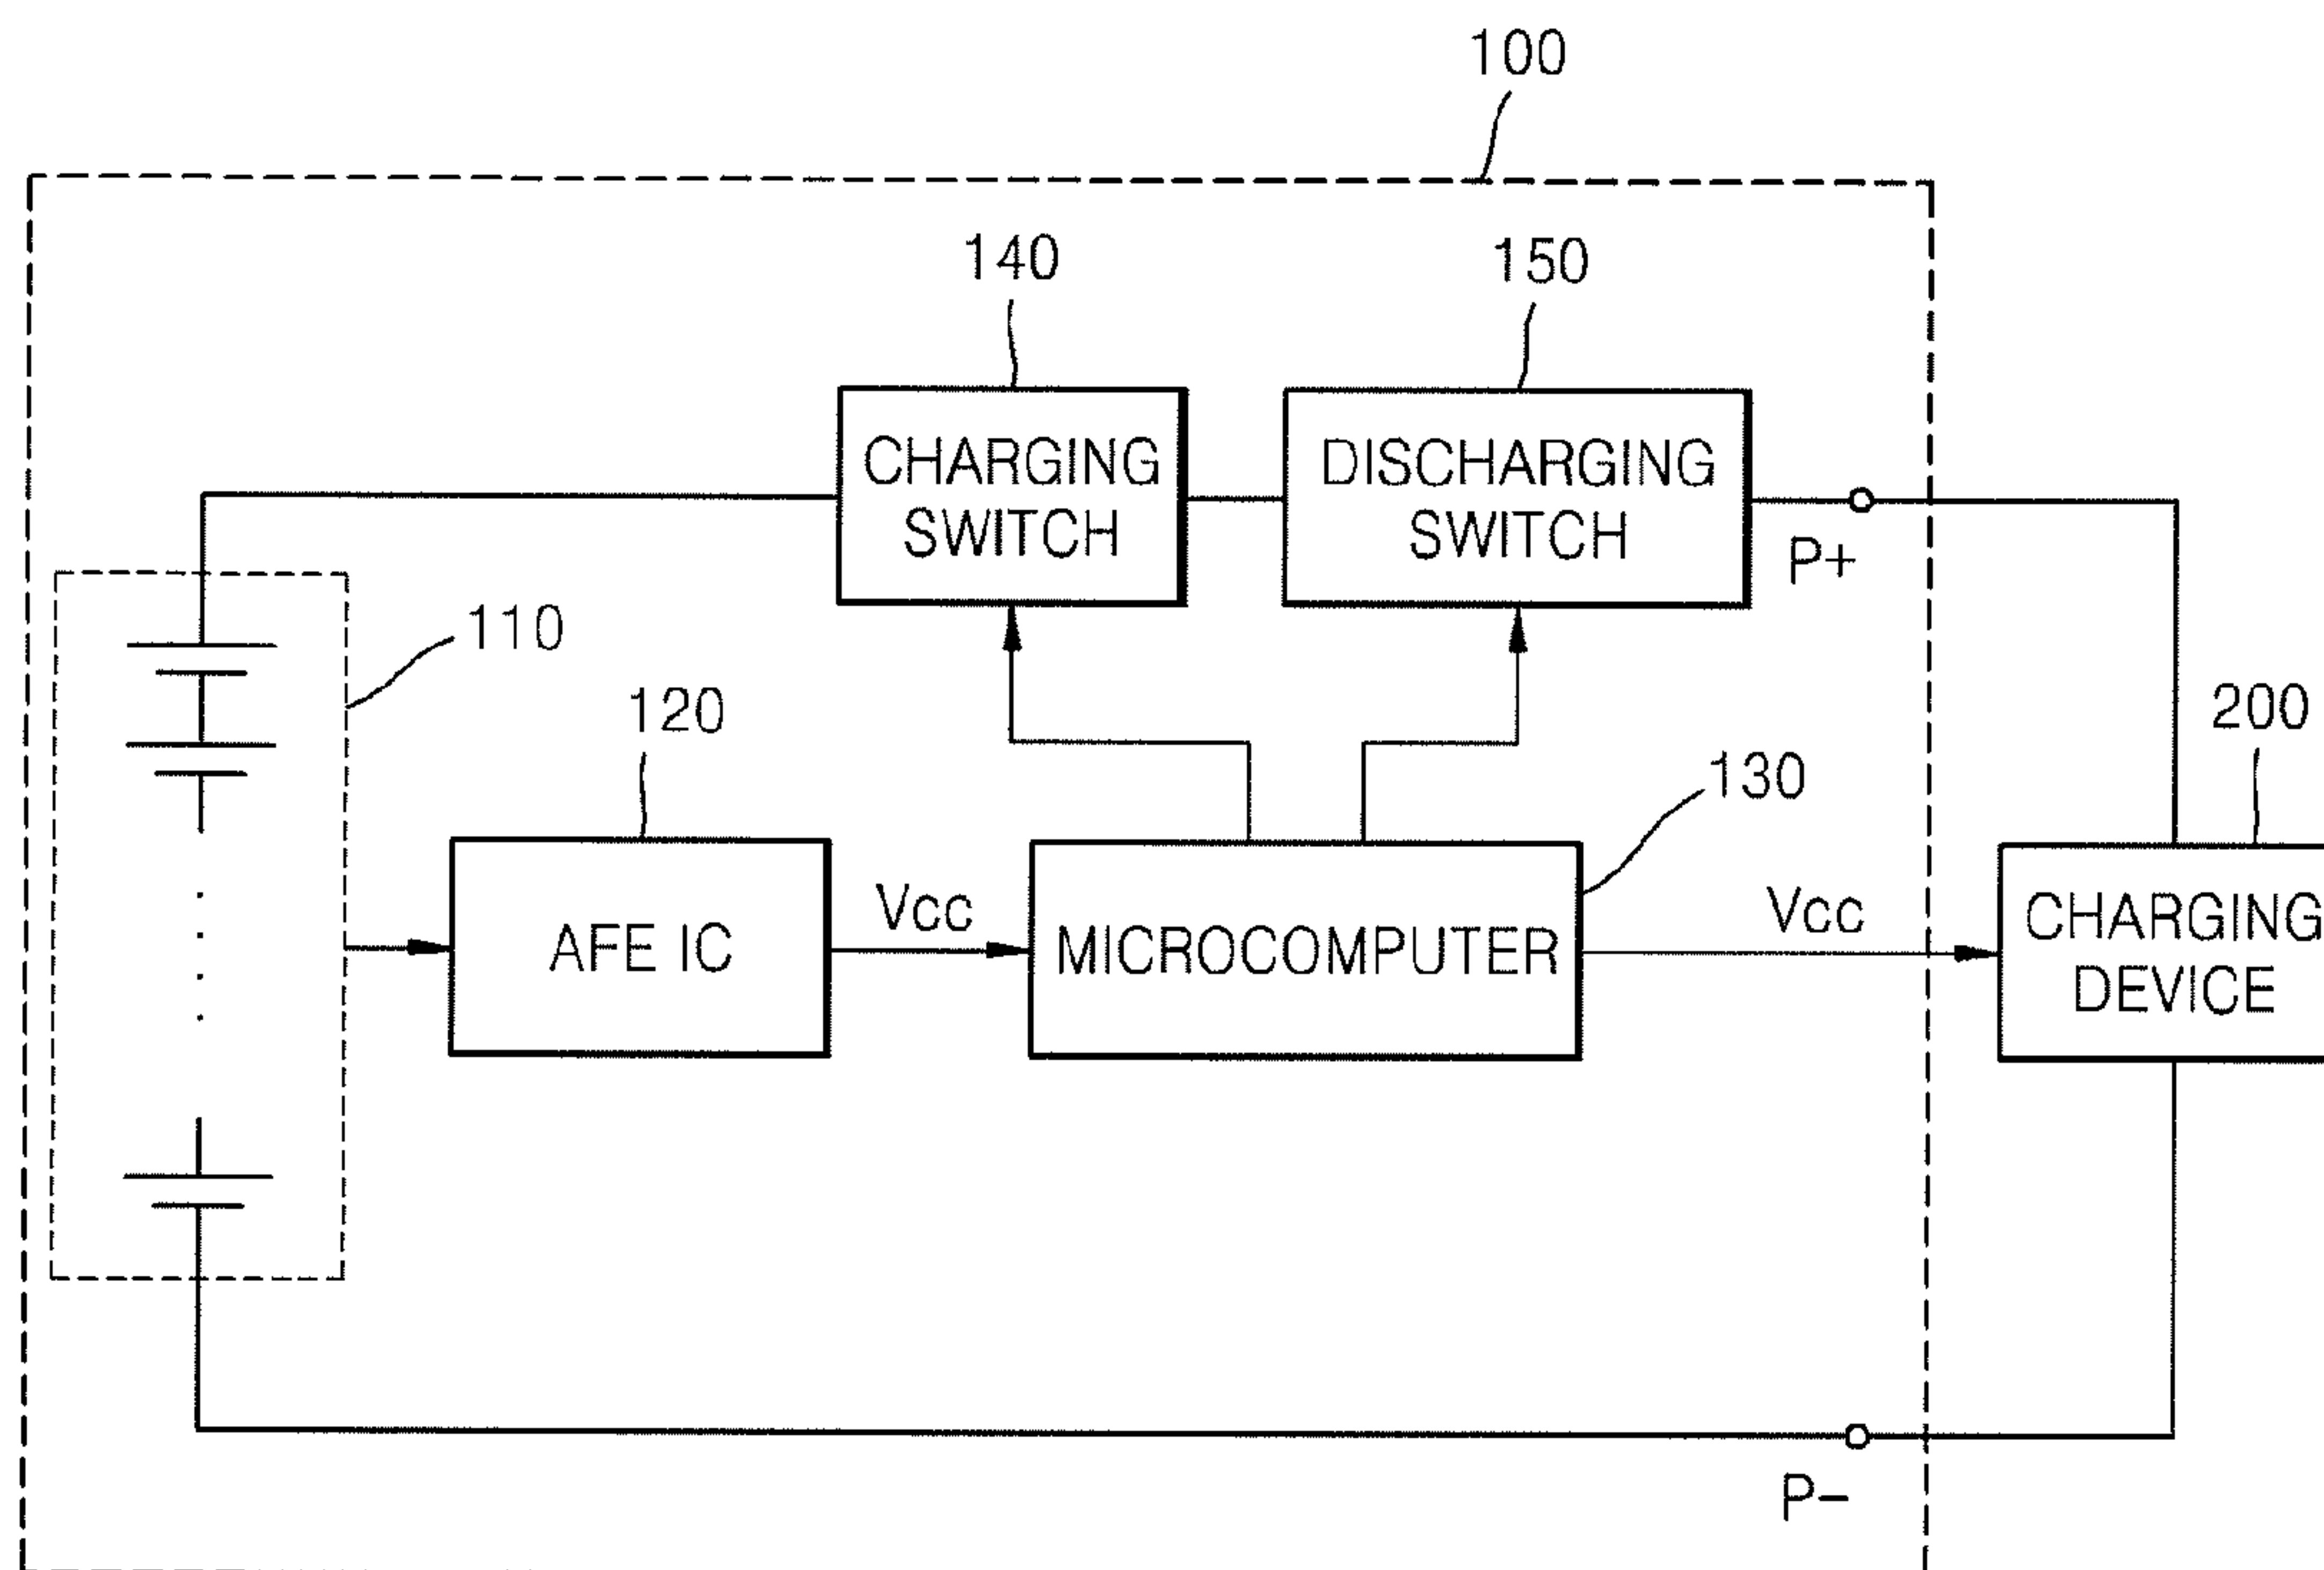 100
140
150
CHARGING
SWITCH
DISCHARGING
SWITCH
P+
110
120
200
130
AFE IC
Vcc
MICROCOMPUTER
Vcc
CHARGING
DEVICE
P-